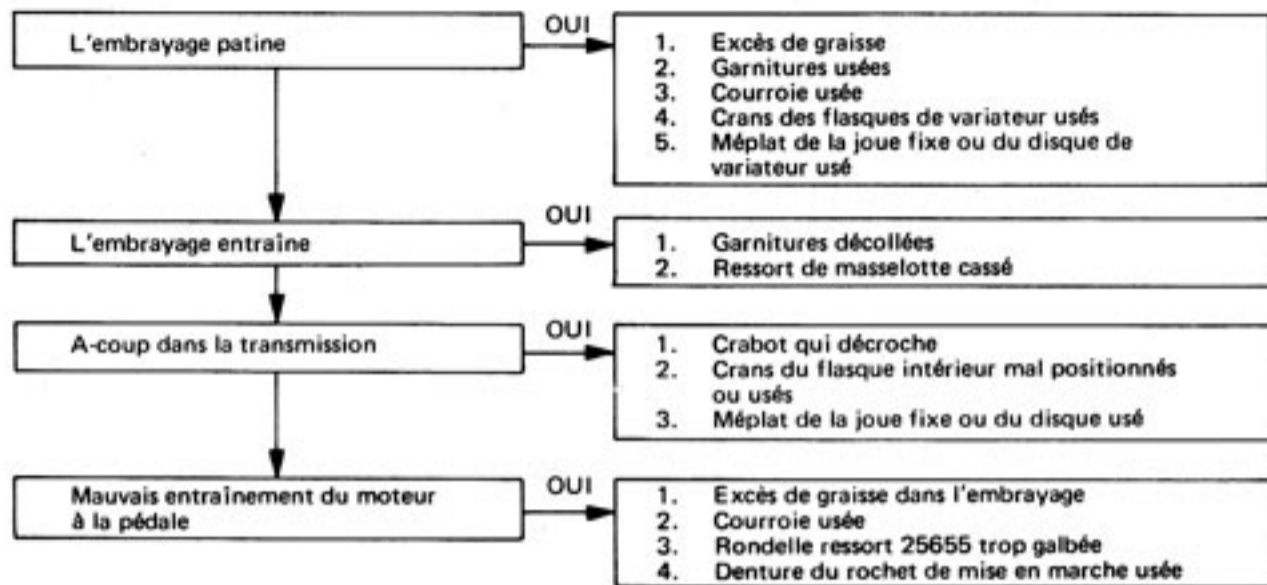 L'embrayage patine
OUI
1. Excès de graisse
2. Garnitures usées
3. Courroie usée
4. Crans des flasques de variateur usés
5. Méplat de la joue fixe ou du disque de
variateur usé
L'embrayage entraîne
OUI
1. Garnitures décollées
2. Ressort de masselotte cassé
A-coup dans la transmission
OUI
1. Crabot qui décroche
2. Crans du flasque intérieur mal positionnés
ou usés
3. Méplat de la joue fixe ou du disque usé
Mauvais entraînement du moteur
à la pédale
OUI
1. Excès de graisse dans l'embrayage
2. Courroie usée
3. Rondelle ressort 25655 trop galbée
4. Denture du rochet de mise en marche usée